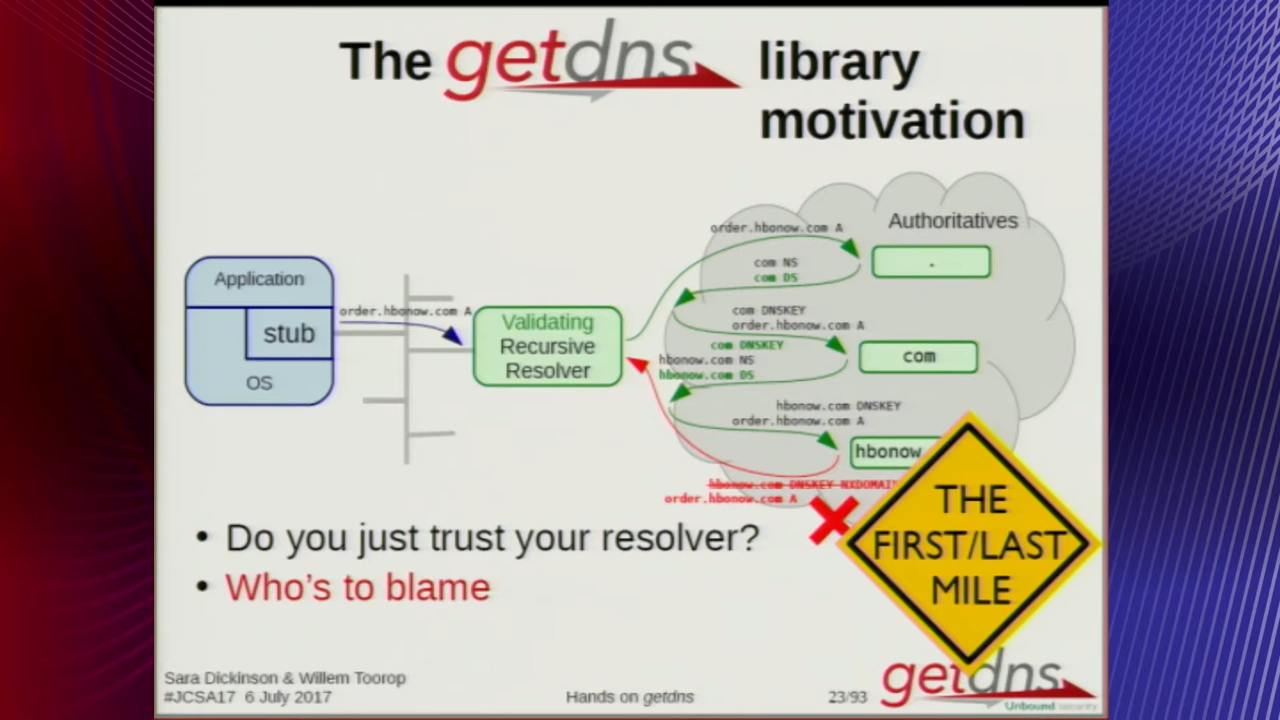 The getdns library
motivation
Authoritatives
order.hbonow.com A
.
com NS
com DS
Application
stub
OS
order.hbonow.com A
Validating
Recursive
Resolver
com DNSKEY
order.hbonow.com A
com
com DNSKEY
hbonow.com NS
hbonow.com DS
hbonow.com DNSKEY
order.hbonow.com A
hbonow
hbonow.com DNSKEY NXDOMAIN
order.hbonow.com A
THE
FIRST/LAST
MILE
• Do you just trust your resolver?
• Who's to blame
Sara Dickinson & Willem Toorop
#JCSA17 6 July 2017
Hands on getdns
23/93
getdns
Unbound security